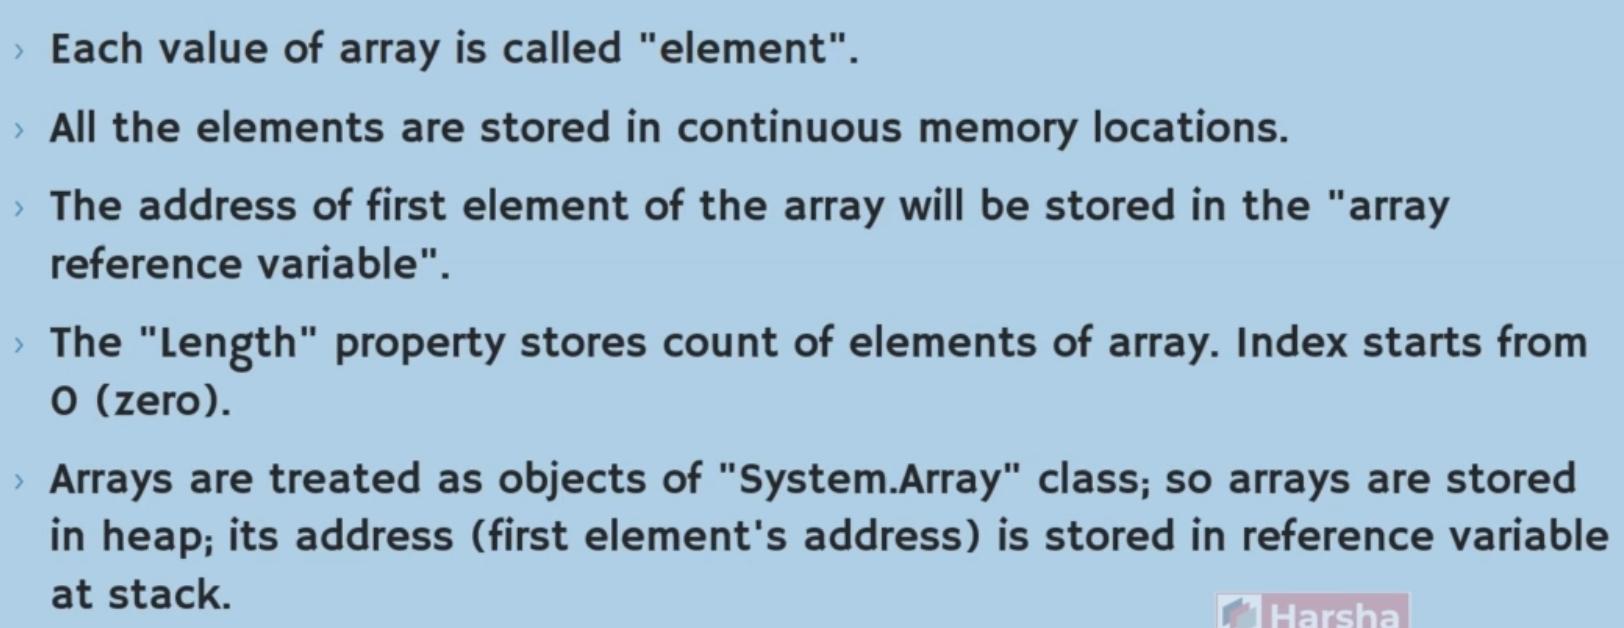 › Each value of array is called "element".
› All the elements are stored in continuous memory locations.
› The address of first element of the array will be stored in the "array
reference variable".
› The "Length" property stores count of elements of array. Index starts from
0 (zero).
› Arrays are treated as objects of "System.Array" class; so arrays are stored
in heap; its address (first element's address) is stored in reference variable
at stack.
Harsha